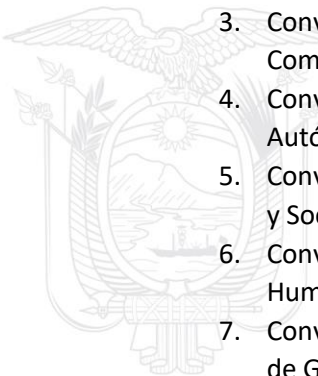 3. Conv
Com
4. Conv
Autó
5. Conv
y Soc
6. Conv
Hum
7. Conv
de G